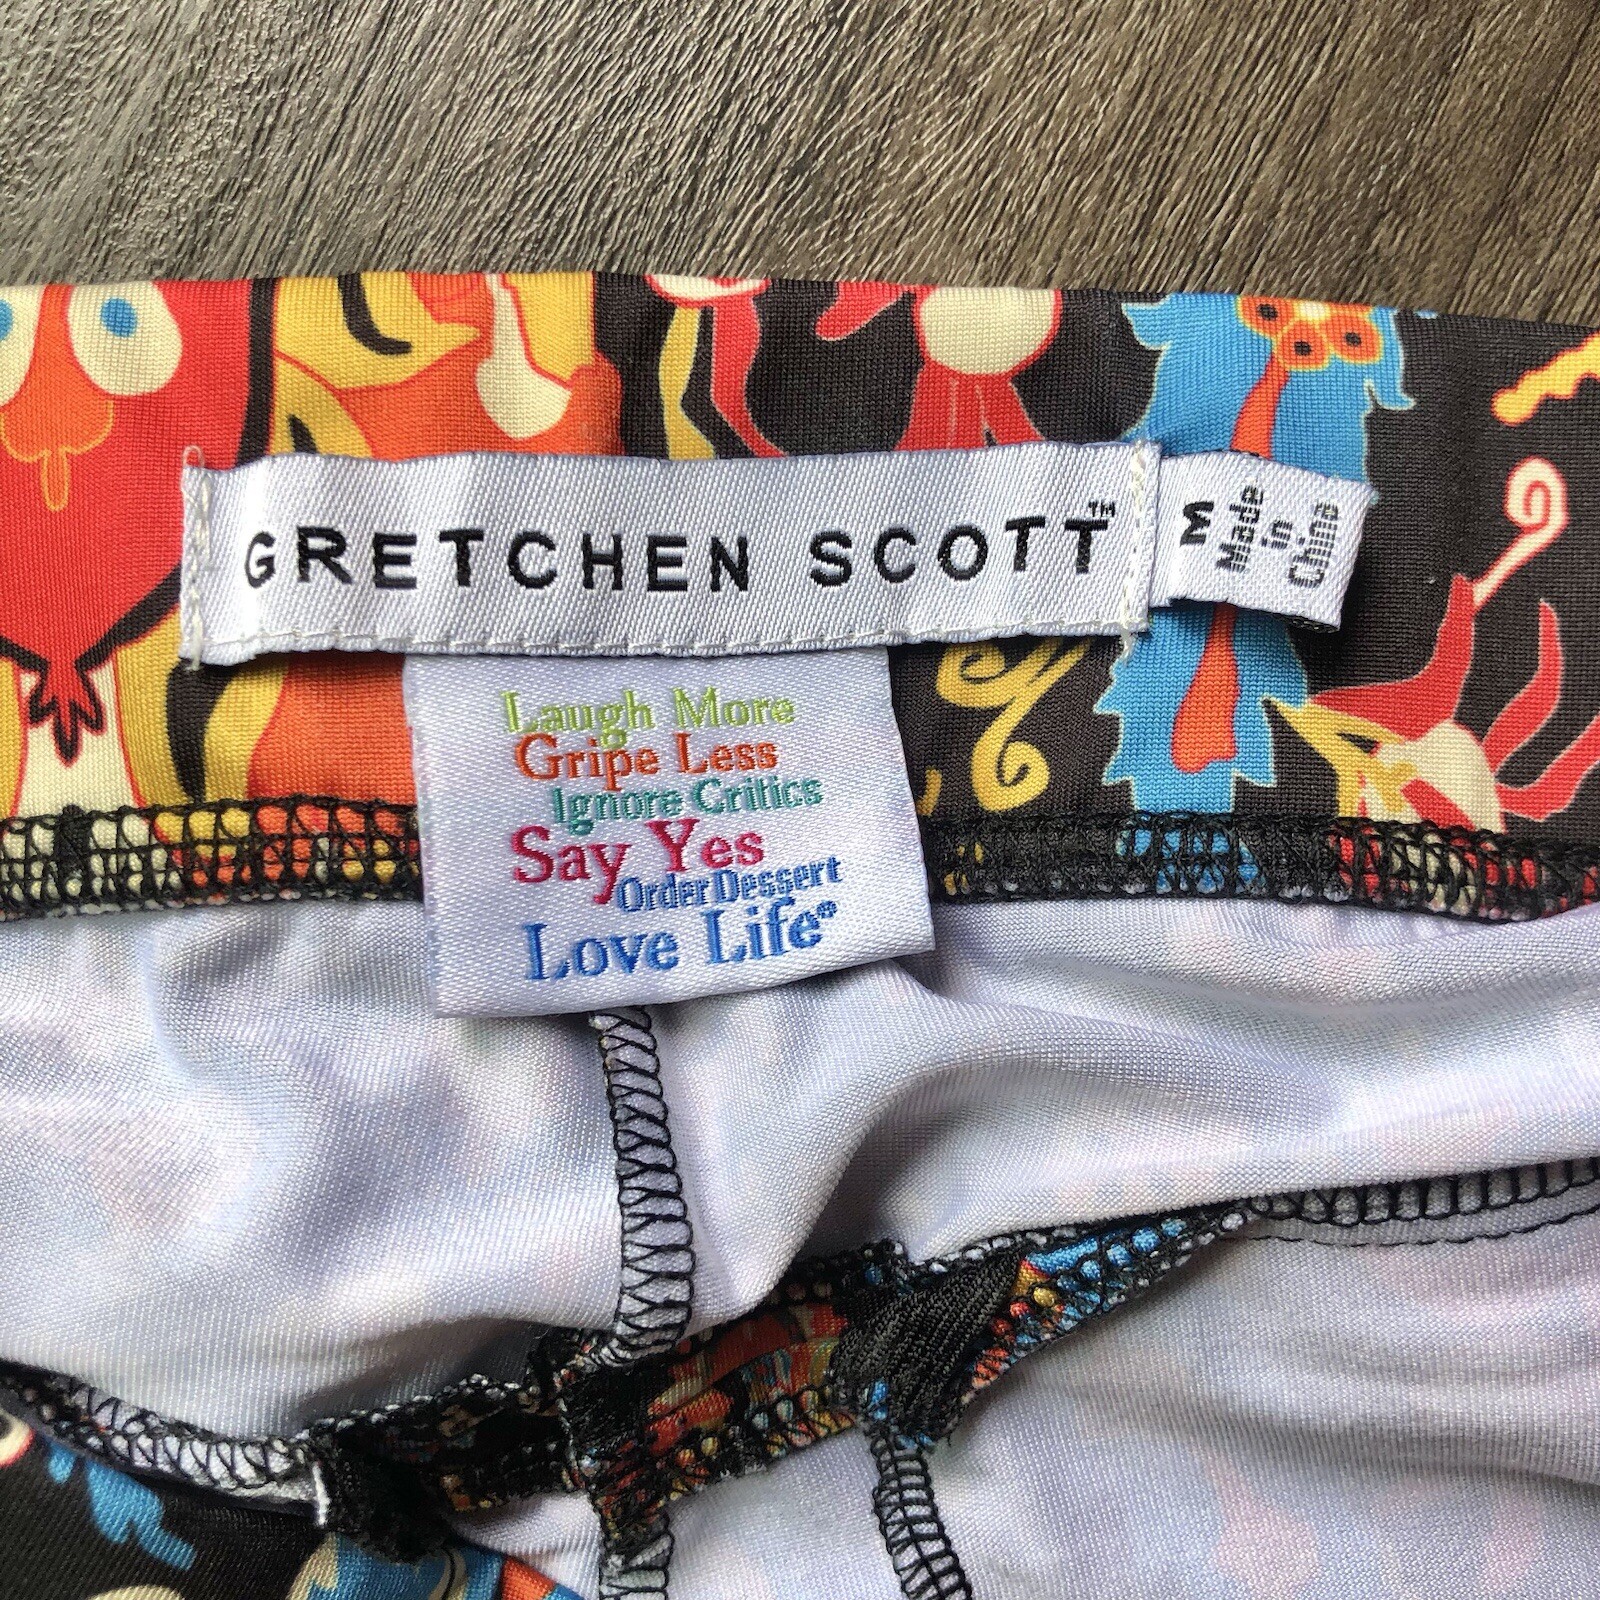 GRETCHEN SCOTT™
M
Made
in
China
Laugh More
Gripe Less
Ignore Critics
Say Yes
Order Dessert
Love Life®